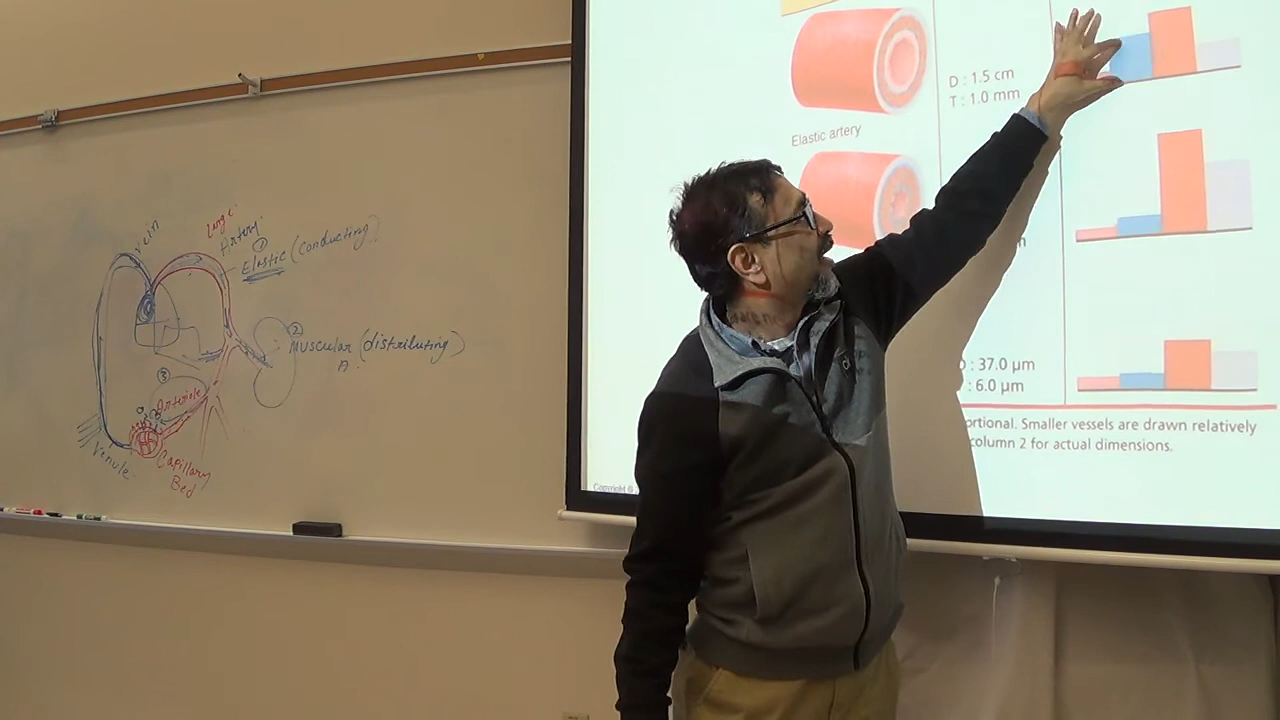 vein
Large
Artery
①
Elastic (conducting)
②
Muscular (distributing)
A.
③
Arteriole
Venule
Capillary
Bed
D : 1.5 cm
T : 1.0 mm
Elastic artery
: 37.0 µm
: 6.0 µm
ortional. Smaller vessels are drawn relatively
column 2 for actual dimensions.
Copyright ©